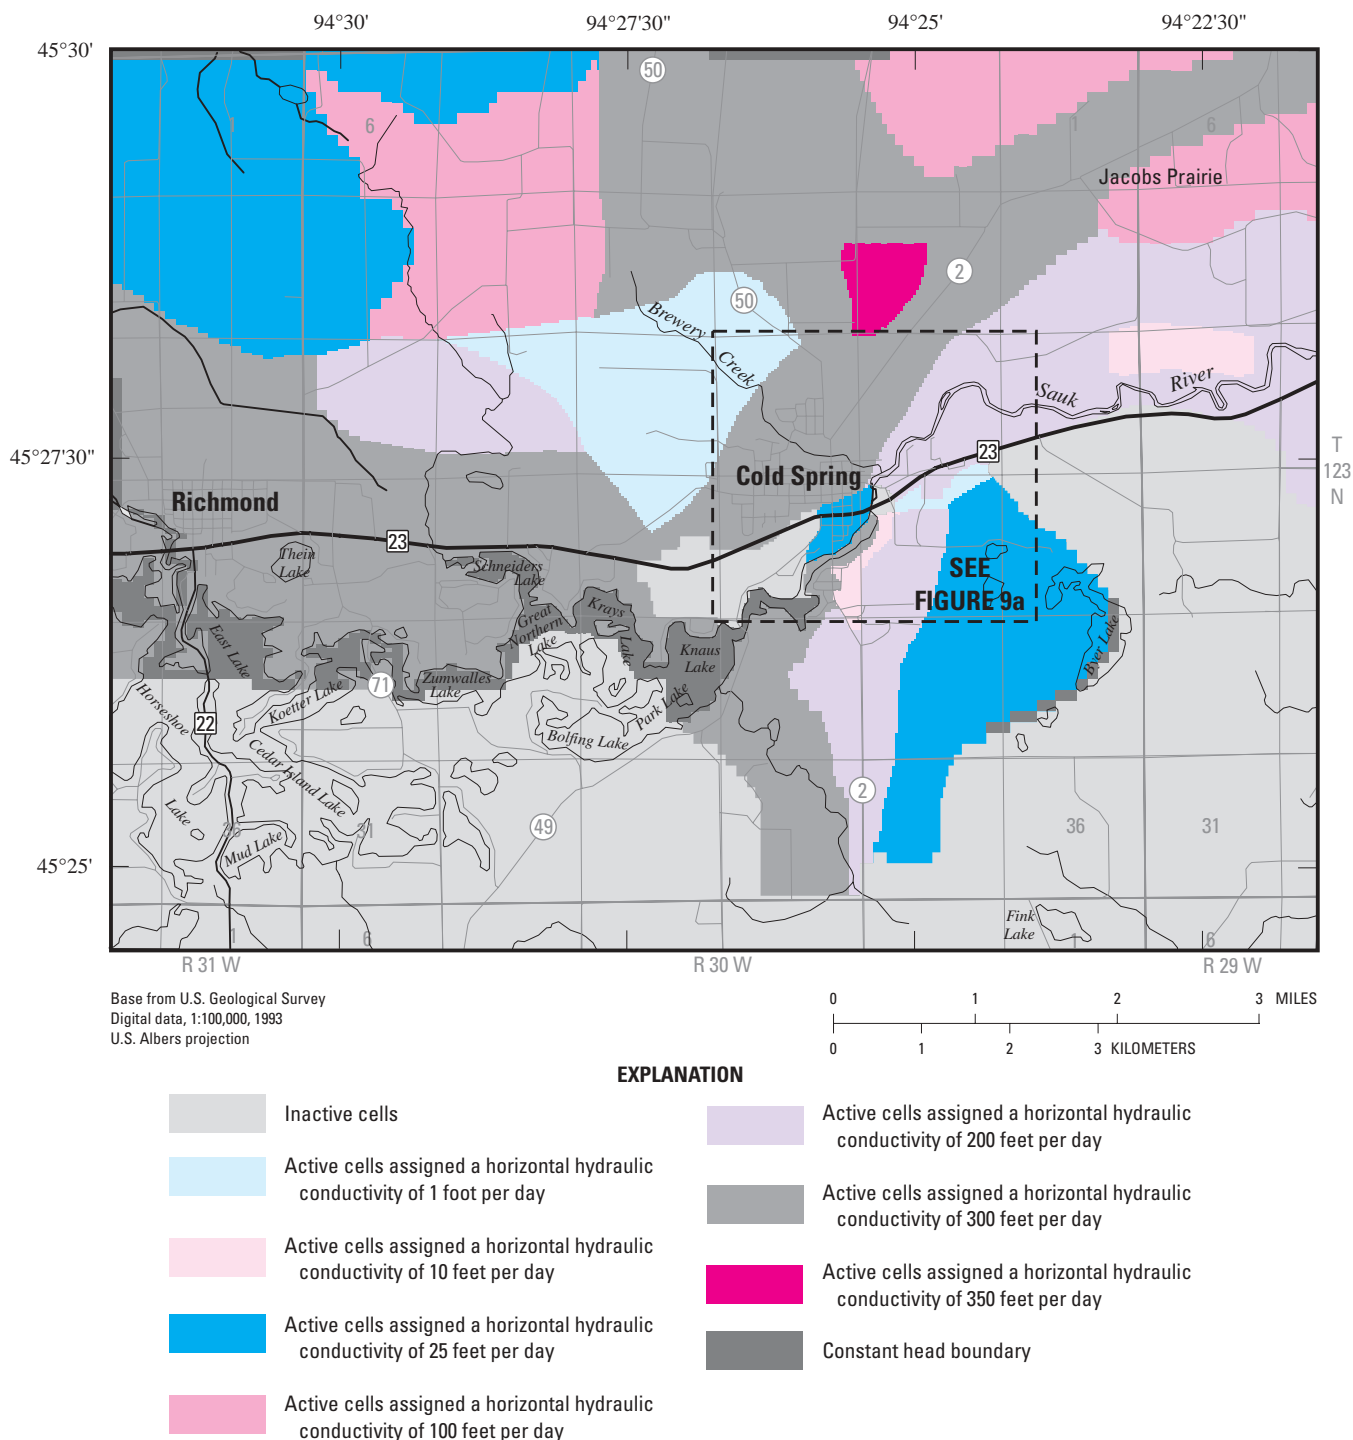 94°30' 94°27'30" 94°25' 94°22'30"
45°30'
50
1 6 1 6
Jacobs Prairie
2
50
Brewery
Creek
Sauk River
45°27'30"
23
T
123
N
Cold Spring
Richmond
23
Thein
Lake
Schneiders
Lake
SEE
FIGURE 9a
Krays
Lake
Great
Northern
Lake
East Lake
Knaus
Lake
Byer Lake
71
Zumwalles
Lake
Koetter Lake
Horseshoe
Lake
22
Park Lake
Bolfing Lake
Cedar Island Lake
2
36 31 49 36 31
Mud Lake
45°25'
Fink
Lake
1 6 1 6
R 31 W R 30 W R 29 W
Base from U.S. Geological Survey
Digital data, 1:100,000, 1993
U.S. Albers projection
0 1 2 3 MILES
0 1 2 3 KILOMETERS
EXPLANATION
Inactive cells
Active cells assigned a horizontal hydraulic
conductivity of 1 foot per day
Active cells assigned a horizontal hydraulic
conductivity of 10 feet per day
Active cells assigned a horizontal hydraulic
conductivity of 25 feet per day
Active cells assigned a horizontal hydraulic
conductivity of 100 feet per day
Active cells assigned a horizontal hydraulic
conductivity of 200 feet per day
Active cells assigned a horizontal hydraulic
conductivity of 300 feet per day
Active cells assigned a horizontal hydraulic
conductivity of 350 feet per day
Constant head boundary